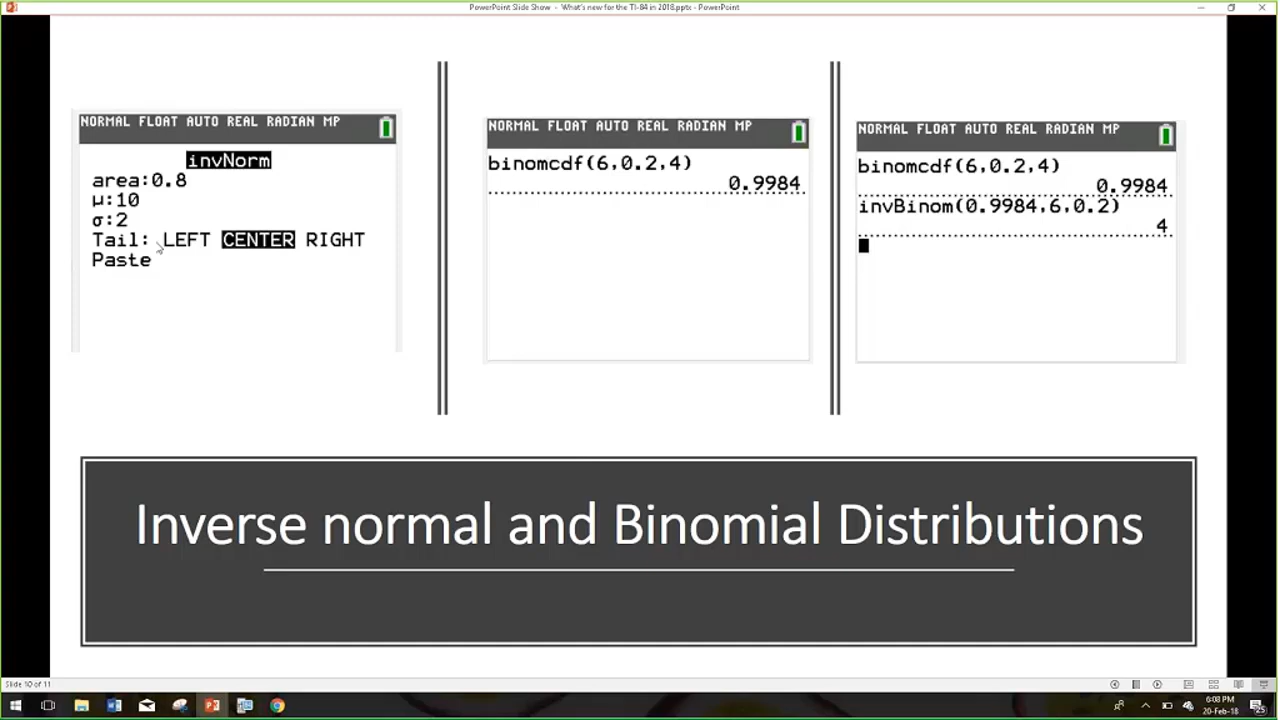 PowerPoint Slide Show - What's new for the TI-84 in 2018.pptx - PowerPoint
NORMAL FLOAT AUTO REAL RADIAN MP
invNorm
area:0.8
μ:10
σ:2
Tail: LEFT CENTER RIGHT
Paste
NORMAL FLOAT AUTO REAL RADIAN MP
binomcdf(6,0.2,4)
0.9984
NORMAL FLOAT AUTO REAL RADIAN MP
binomcdf(6,0.2,4)
0.9984
invBinom(0.9984,6,0.2)
4
Inverse normal and Binomial Distributions
Slide 10 of 11
6:08 PM
20-Feb-18
25